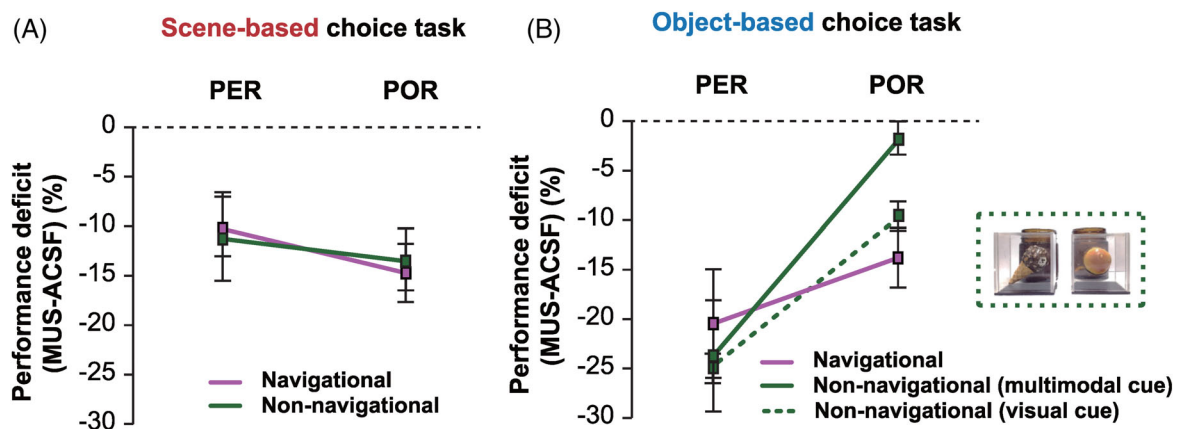 (A)
Scene-based choice task
PER POR
Performance deficit
(MUS-ACSF) (%)
0
-5
-10
-15
-20
-25
-30
Navigational
Non-navigational
(B)
Object-based choice task
PER POR
Performance deficit
(MUS-ACSF) (%)
0
-5
-10
-15
-20
-25
-30
Navigational
Non-navigational (multimodal cue)
Non-navigational (visual cue)